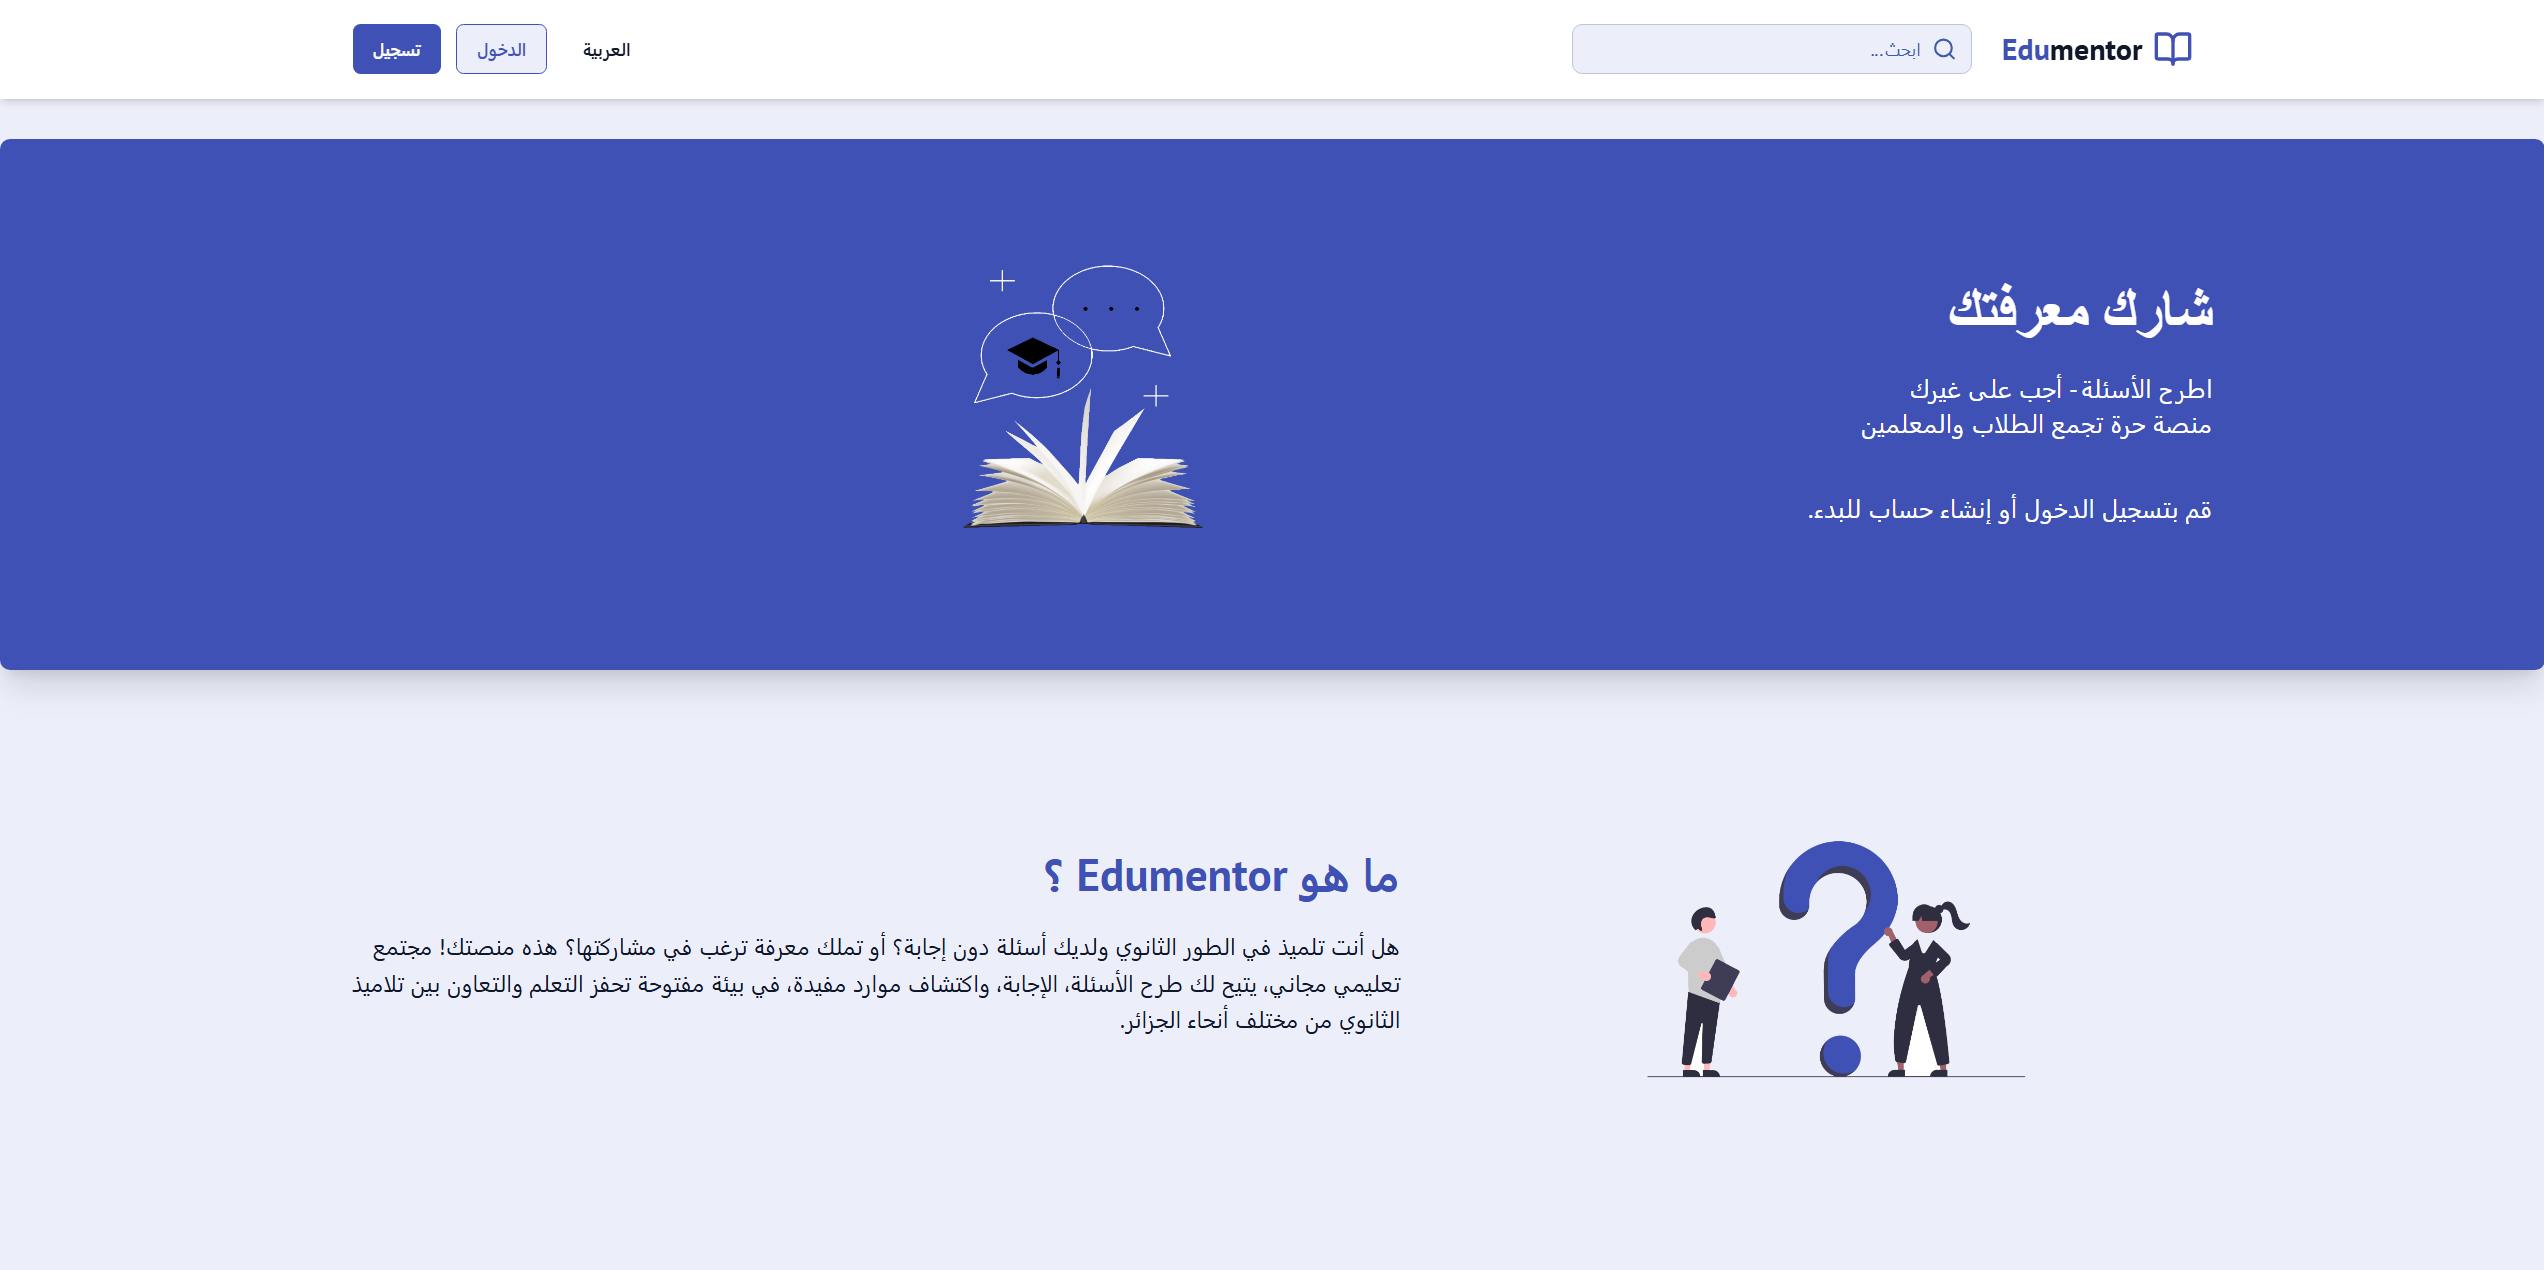 Edumentor
ابحث...
العربية
الدخول
تسجيل
شارك معرفتك
اطرح الأسئلة - أجب على غيرك
منصة حرة تجمع الطلاب والمعلمين
قم بتسجيل الدخول أو إنشاء حساب للبدء.
ما هو Edumentor ؟
هل أنت تلميذ في الطور الثانوي ولديك أسئلة دون إجابة؟ أو تملك معرفة ترغب في مشاركتها؟ هذه منصتك! مجتمع
تعليمي مجاني، يتيح لك طرح الأسئلة، الإجابة، واكتشاف موارد مفيدة، في بيئة مفتوحة تحفز التعلم والتعاون بين تلاميذ
الثانوي من مختلف أنحاء الجزائر.